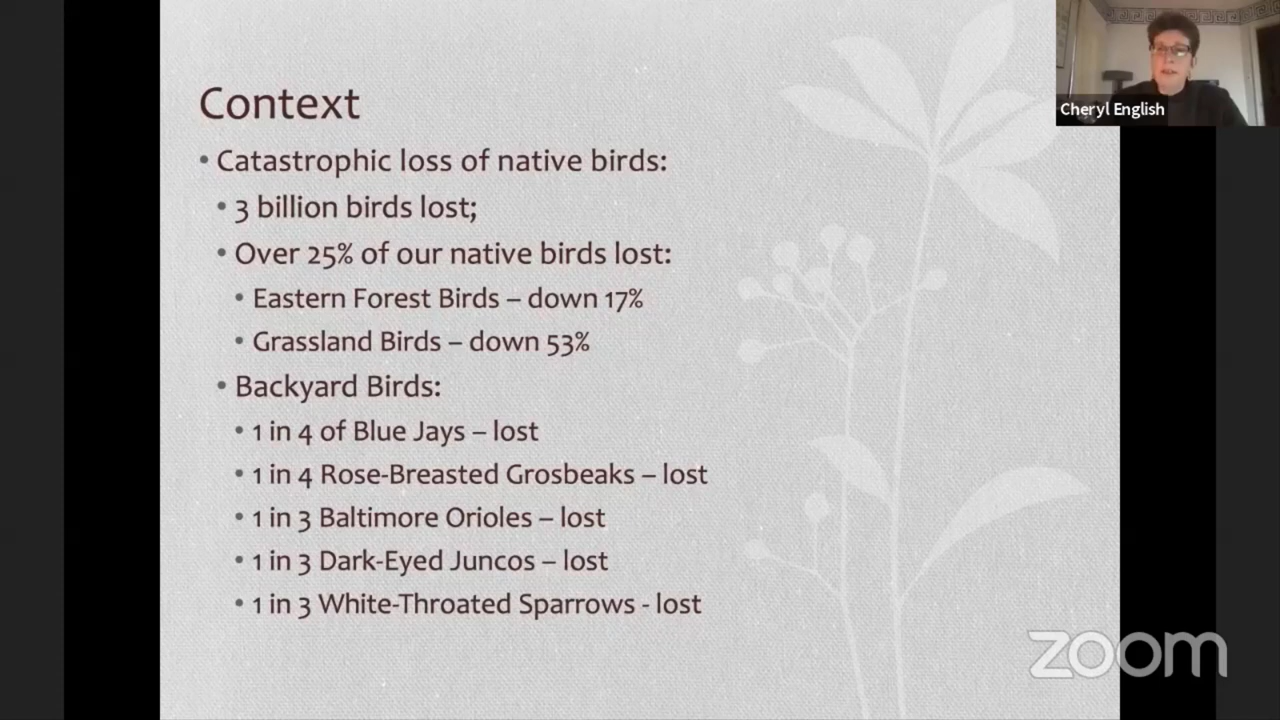 Context
• Catastrophic loss of native birds:
• 3 billion birds lost;
• Over 25% of our native birds lost:
• Eastern Forest Birds – down 17%
• Grassland Birds – down 53%
• Backyard Birds:
• 1 in 4 of Blue Jays – lost
• 1 in 4 Rose-Breasted Grosbeaks – lost
• 1 in 3 Baltimore Orioles – lost
• 1 in 3 Dark-Eyed Juncos – lost
• 1 in 3 White-Throated Sparrows - lost
Cheryl English
zoom